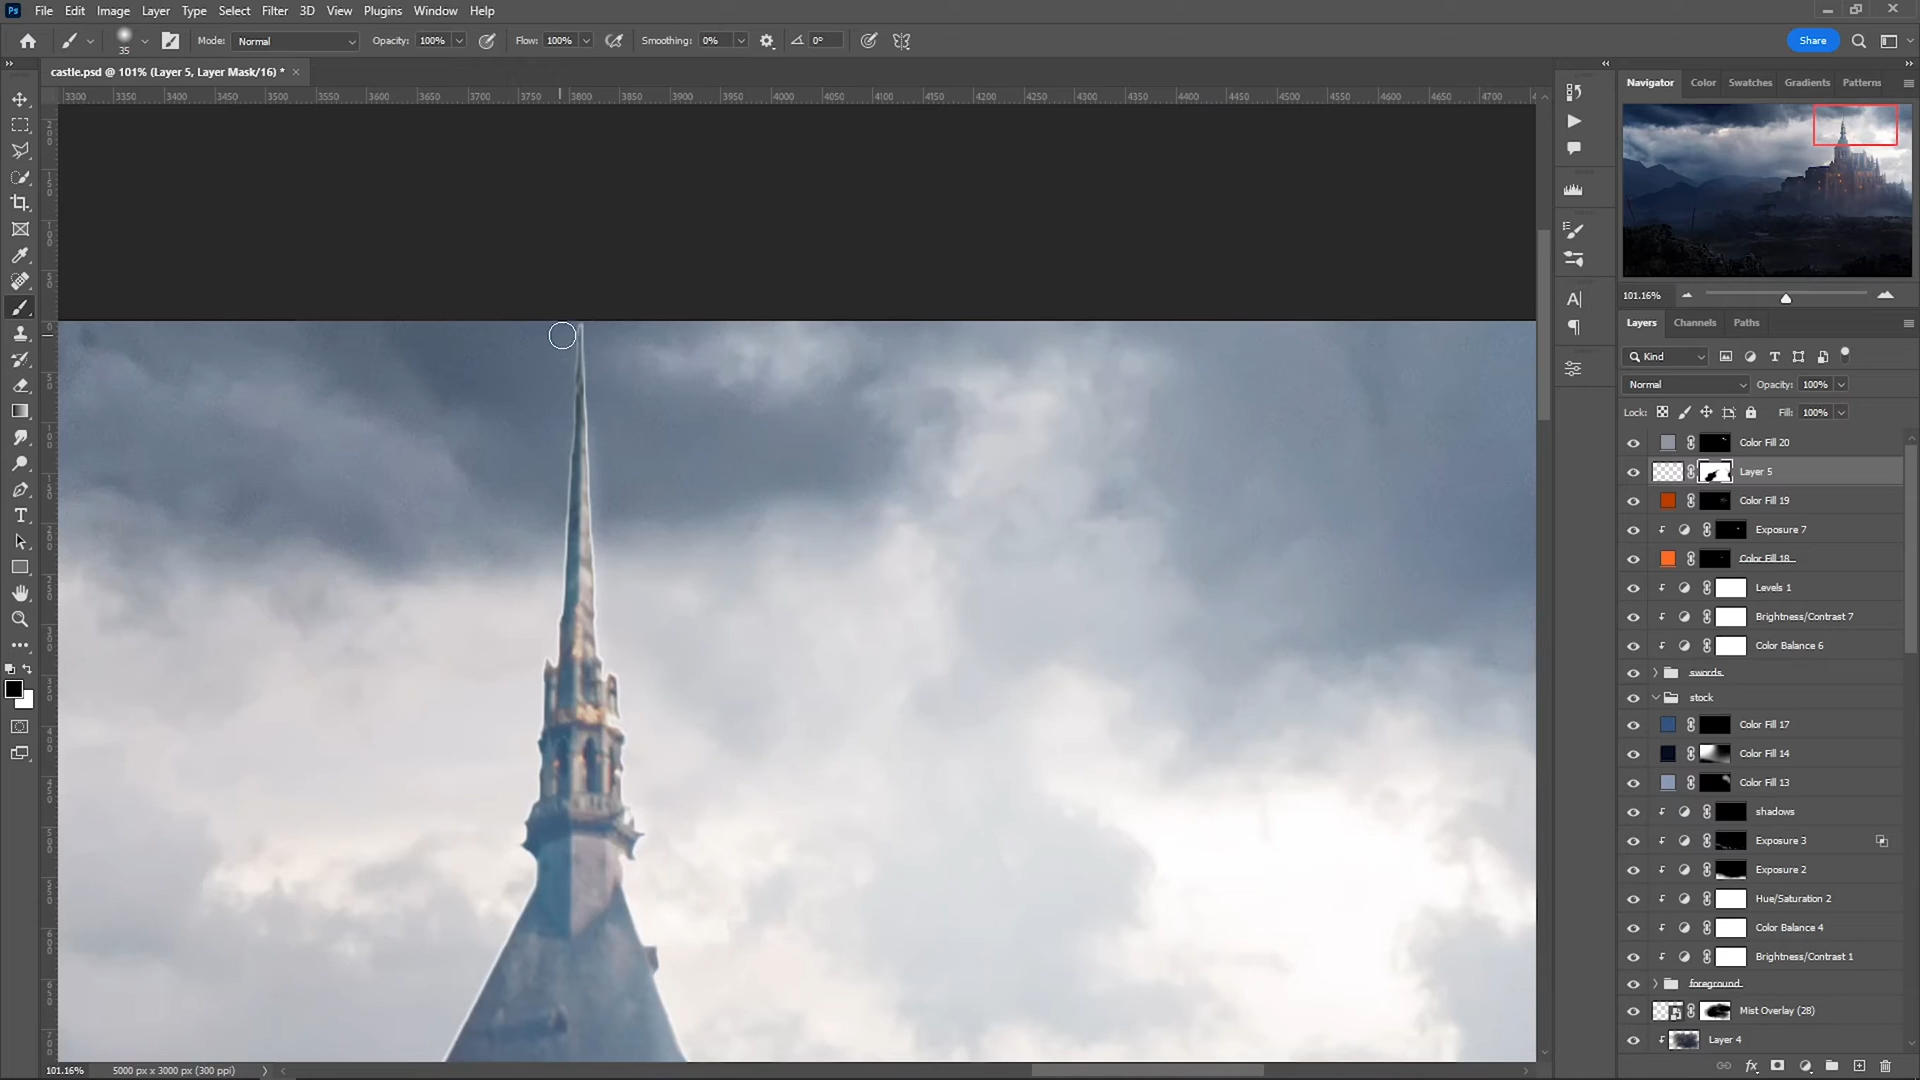 Ps File Edit Image Layer Type Select Filter 3D View Plugins Window Help
35 Mode: Normal Opacity: 100% Flow: 100% Smoothing: 0% 0° Share
castle.psd @ 101% (Layer 5, Layer Mask/16) *
3300 3350 3400 3450 3500 3550 3600 3650 3700 3750 3800 3850 3900 3950 4000 4050 4100 4150 4200 4250 4300 4350 4400 4450 4500 4550 4600 4650 4700
Navigator Color Swatches Gradients Patterns
101.16%
Layers Channels Paths
Kind
Normal Opacity: 100%
Lock: Fill: 100%
Color Fill 20
Layer 5
Color Fill 19
Exposure 7
Color Fill 18
Levels 1
Brightness/Contrast 7
Color Balance 6
swords
stock
Color Fill 17
Color Fill 14
Color Fill 13
shadows
Exposure 3
Exposure 2
Hue/Saturation 2
Color Balance 4
Brightness/Contrast 1
foreground
Mist Overlay (28)
Layer 4
101.16% 5000 px x 3000 px (300 ppi)